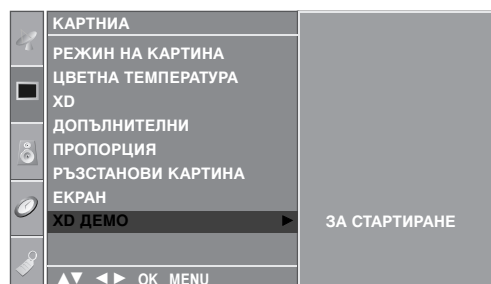 КАРТНИА
РЕЖИН НА КАРТИНА
ЦВЕТНА ТЕМПЕРАТУРА
XD
ДОПЪЛНИТЕЛНИ
ПРОПОРЦИЯ
РЪЗСТАНОВИ КАРТИНА
ЕКРАН
XD ДЕМО ► ЗА СТАРТИРАНЕ
▲▼ ◄► OK MENU